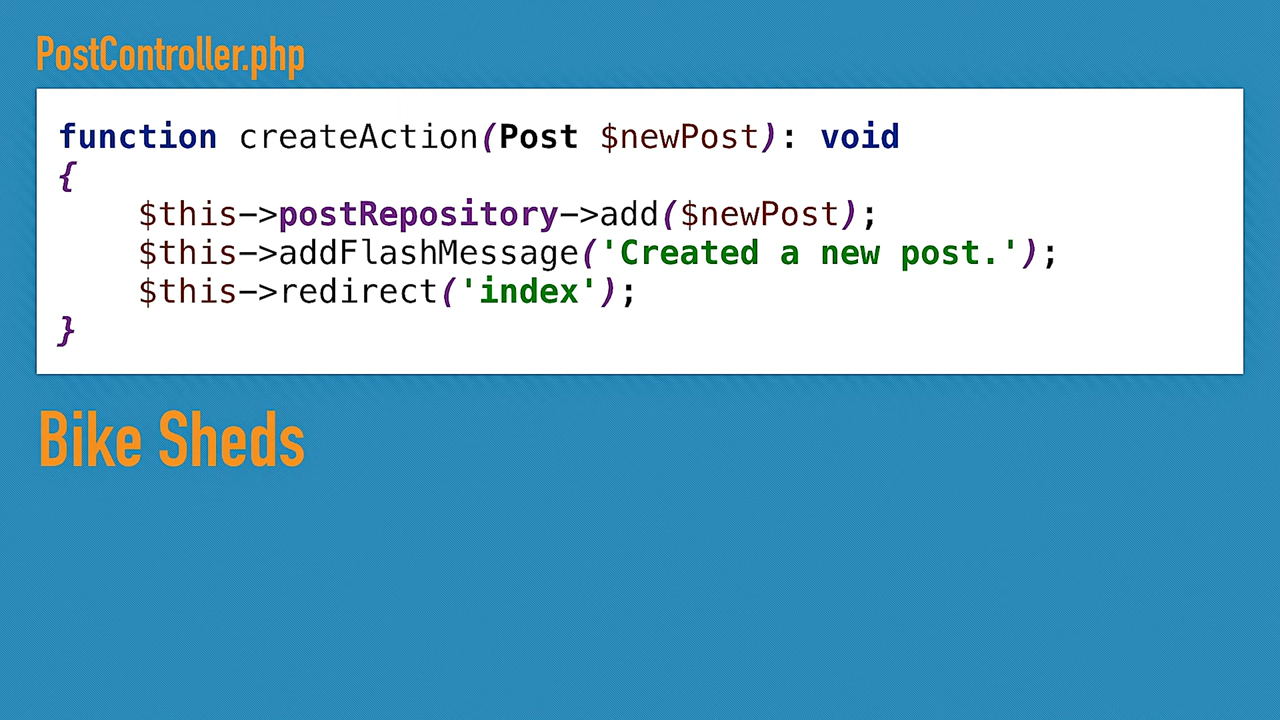 PostController.php
function createAction(Post $newPost): void
{
    $this->postRepository->add($newPost);
    $this->addFlashMessage('Created a new post.');
    $this->redirect('index');
}
Bike Sheds